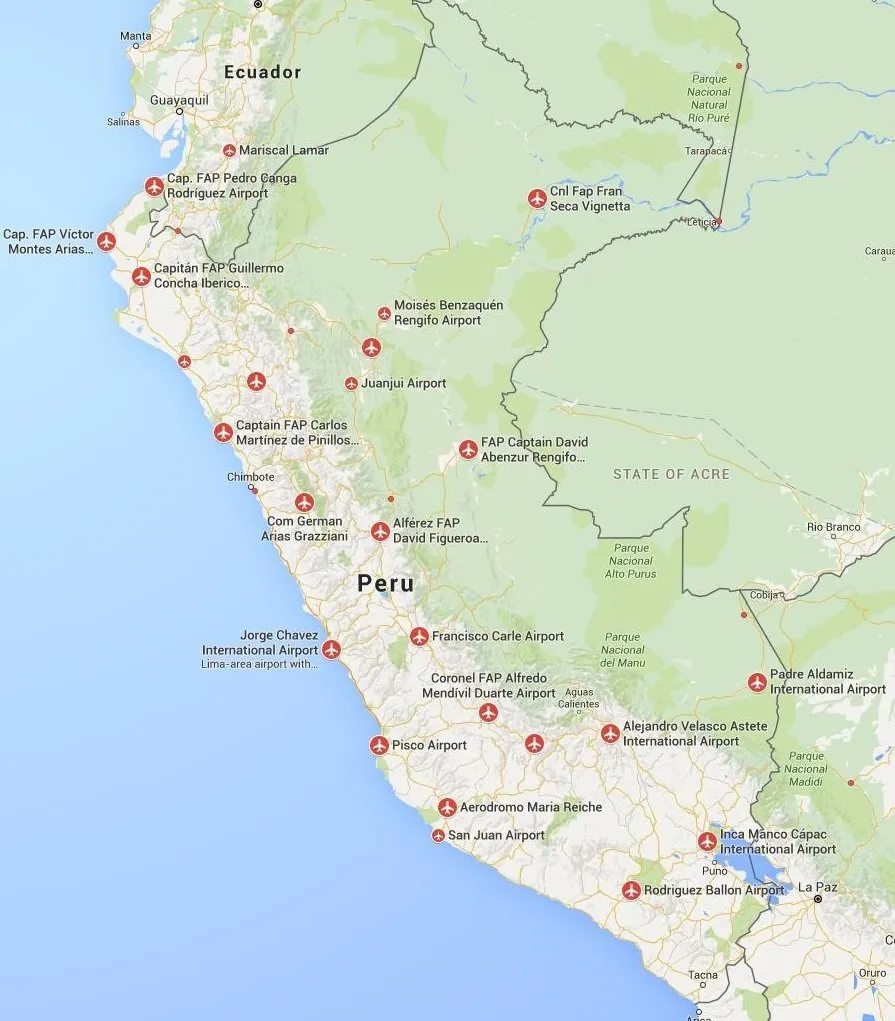 Manta
Ecuador
Parque
Nacional
Natural
Río Puré
Guayaquil
Salinas
Mariscal Lamar
Tarapacá
Cap. FAP Pedro Canga
Rodríguez Airport
Cnl Fap Fran
Seca Vignetta
Leticia
Cap. FAP Víctor
Montes Arias...
Caraua
Capitán FAP Guillermo
Concha Iberico...
Moisés Benzaquén
Rengifo Airport
Juanjui Airport
Captain FAP Carlos
Martínez de Pinillos...
FAP Captain David
Abenzur Rengifo...
STATE OF ACRE
Chimbote
Com German
Arias Grazziani
Alférez FAP
David Figueroa...
Rio Branco
Parque
Nacional
Alto Purus
Peru
Cobija
Jorge Chavez
International Airport
Lima-area airport with...
Francisco Carle Airport
Parque
Nacional
del Manu
Coronel FAP Alfredo
Mendívil Duarte Airport
Aguas
Calientes
Padre Aldamiz
International Airport
Pisco Airport
Alejandro Velasco Astete
International Airport
Parque
Nacional
Madidi
Aerodromo Maria Reiche
San Juan Airport
Inca Manco Cápac
International Airport
Puno
Rodriguez Ballon Airport
La Paz
Oruro
Tacna
Arica